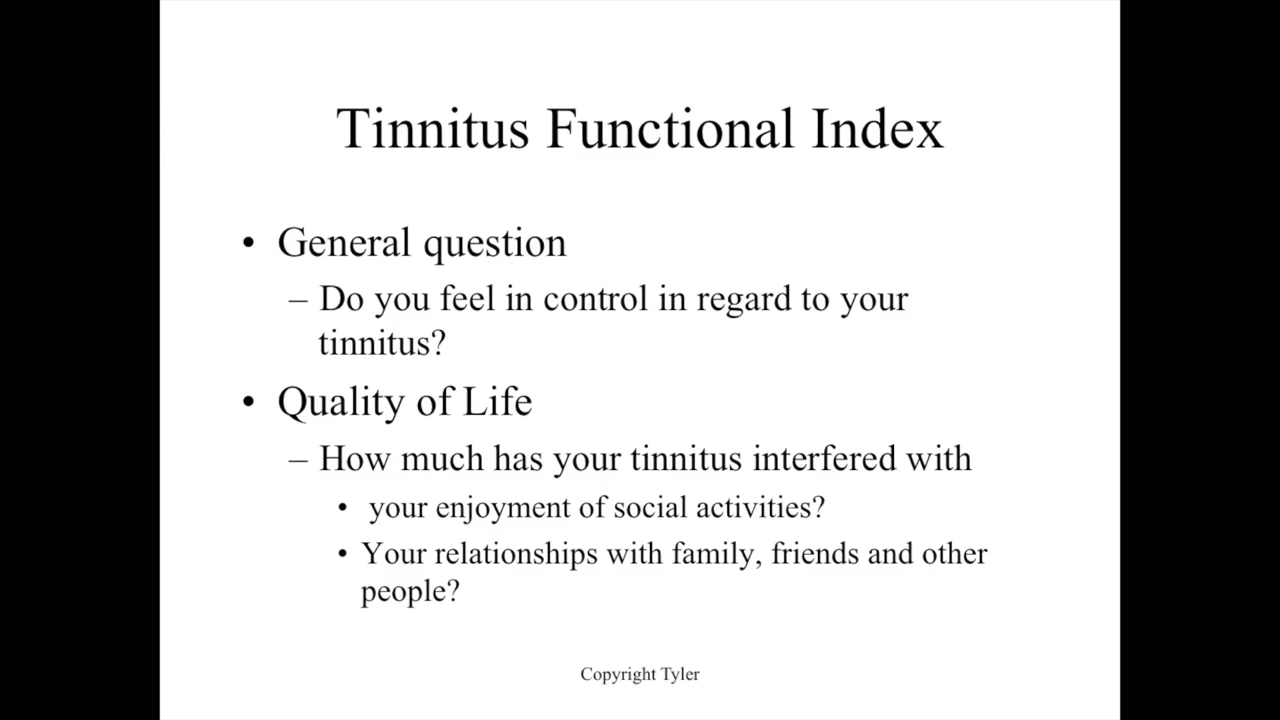 Tinnitus Functional Index
• General question
– Do you feel in control in regard to your
tinnitus?
• Quality of Life
– How much has your tinnitus interfered with
• your enjoyment of social activities?
• Your relationships with family, friends and other
people?
Copyright Tyler